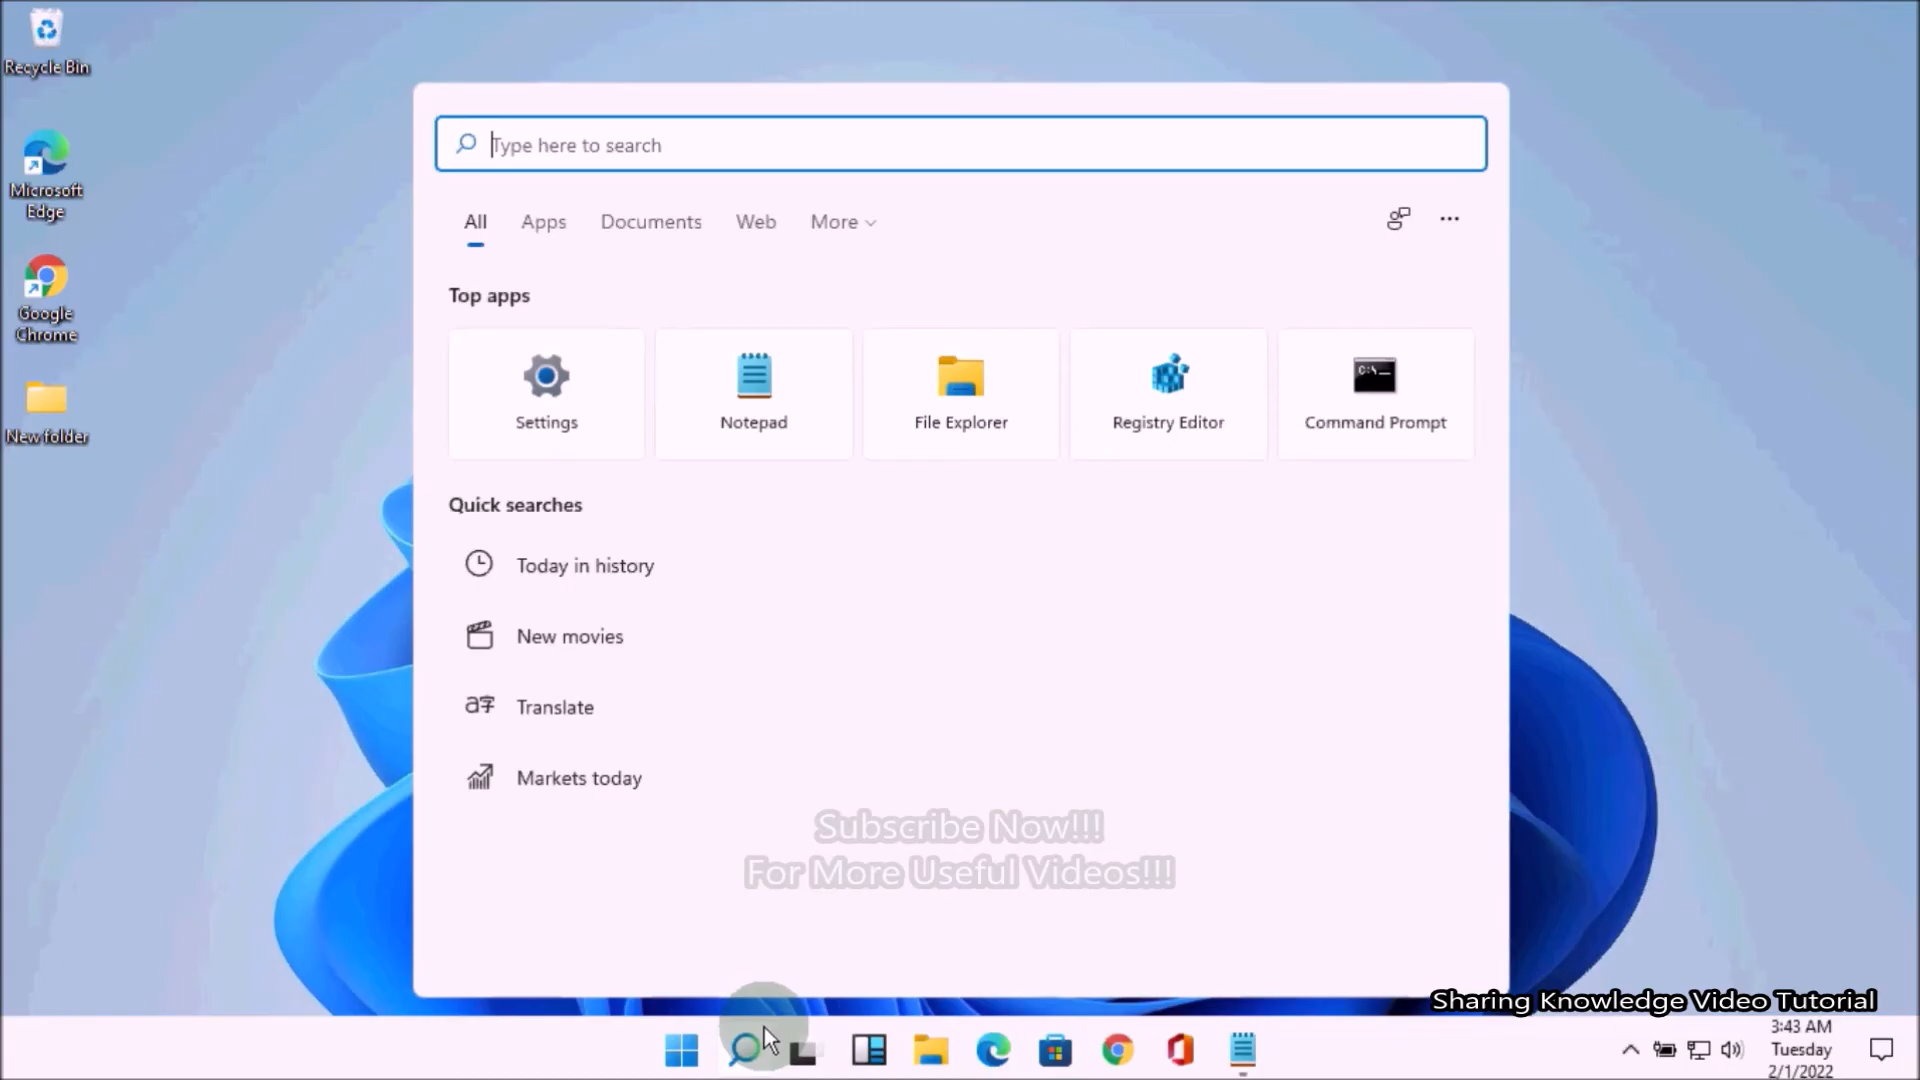 Recycle Bin
Microsoft
Edge
Google
Chrome
New folder
Type here to search
All Apps Documents Web More
Top apps
Settings Notepad File Explorer Registry Editor Command Prompt
C:\
Quick searches
Today in history
New movies
Translate
Markets today
Subscribe Now!!!
For More Useful Videos!!!
Sharing Knowledge Video Tutorial
3:43 AM
Tuesday
2/1/2022